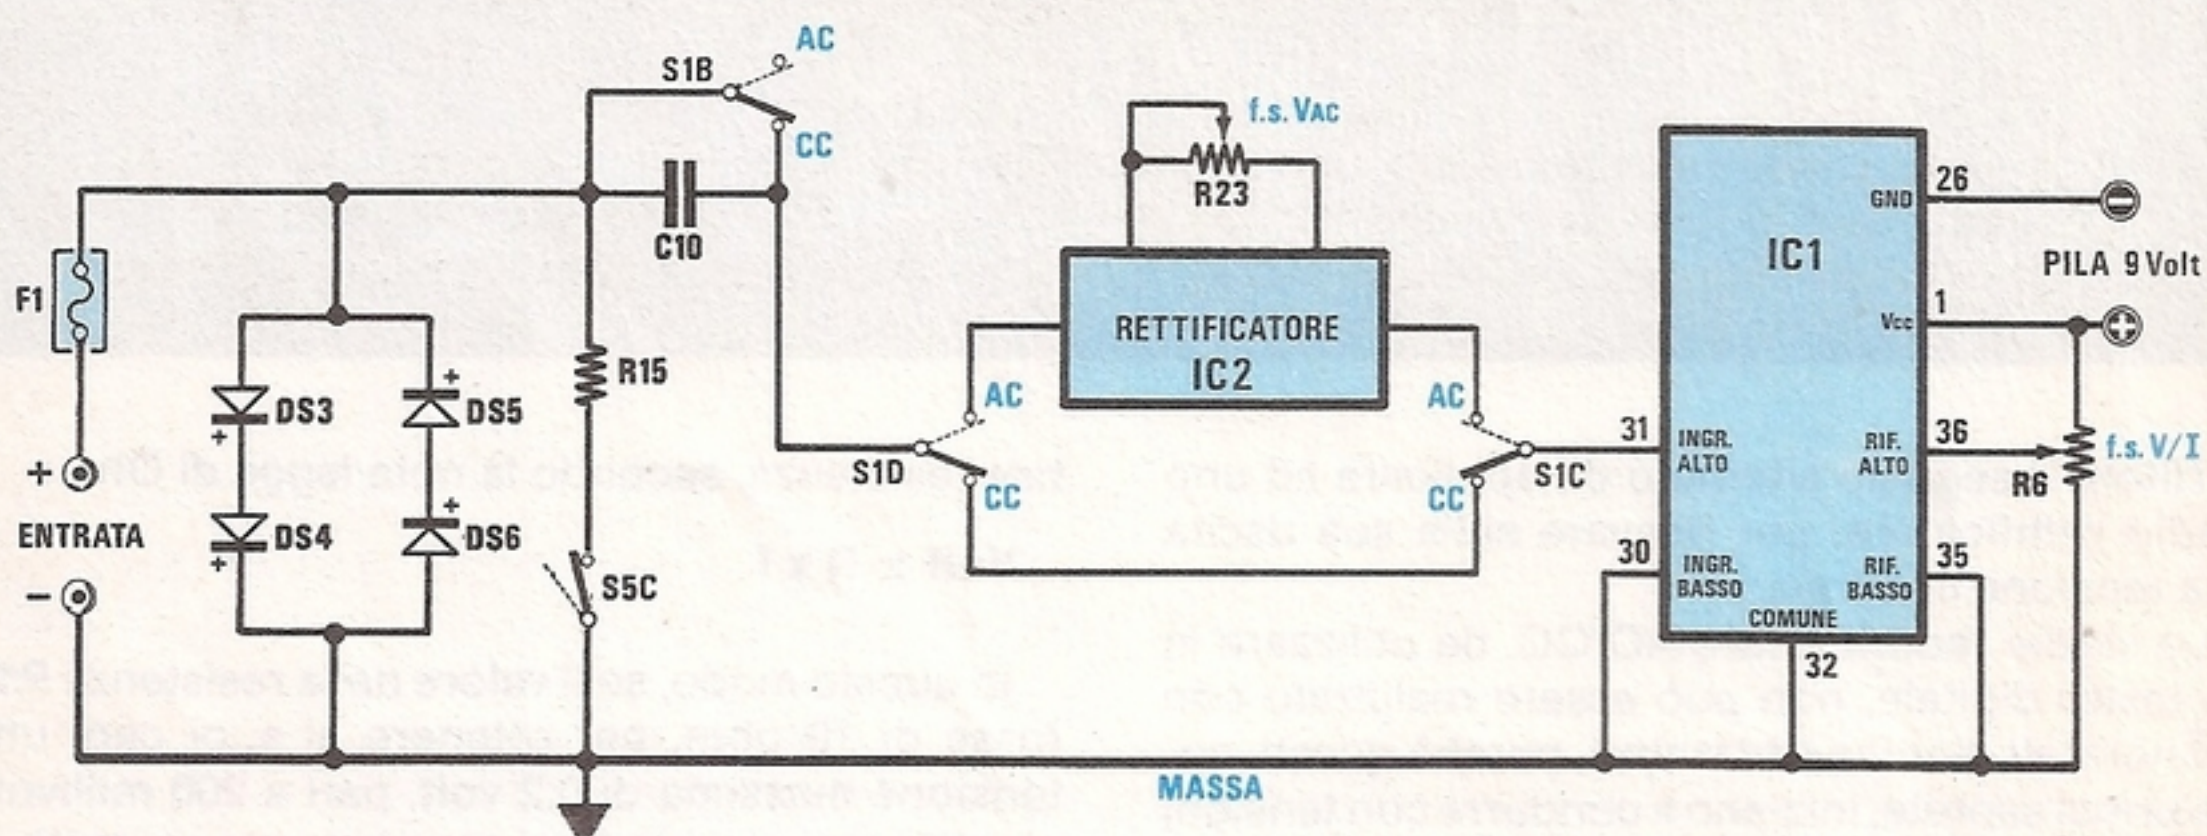 AC
S1B
CC
f.s. VAC
R23
C10
F1
DS3
+
DS5
+
R15
DS4
+
DS6
+
+
ENTRATA
-
S5C
RETTIFICATORE
IC2
AC
S1D
CC
AC
S1C
CC
IC1
GND
26
PILA 9 Volt
Vcc
1
31
INGR.
ALTO
RIF.
ALTO
36
f.s. V/I
R6
30
INGR.
BASSO
RIF.
BASSO
35
COMUNE
32
MASSA